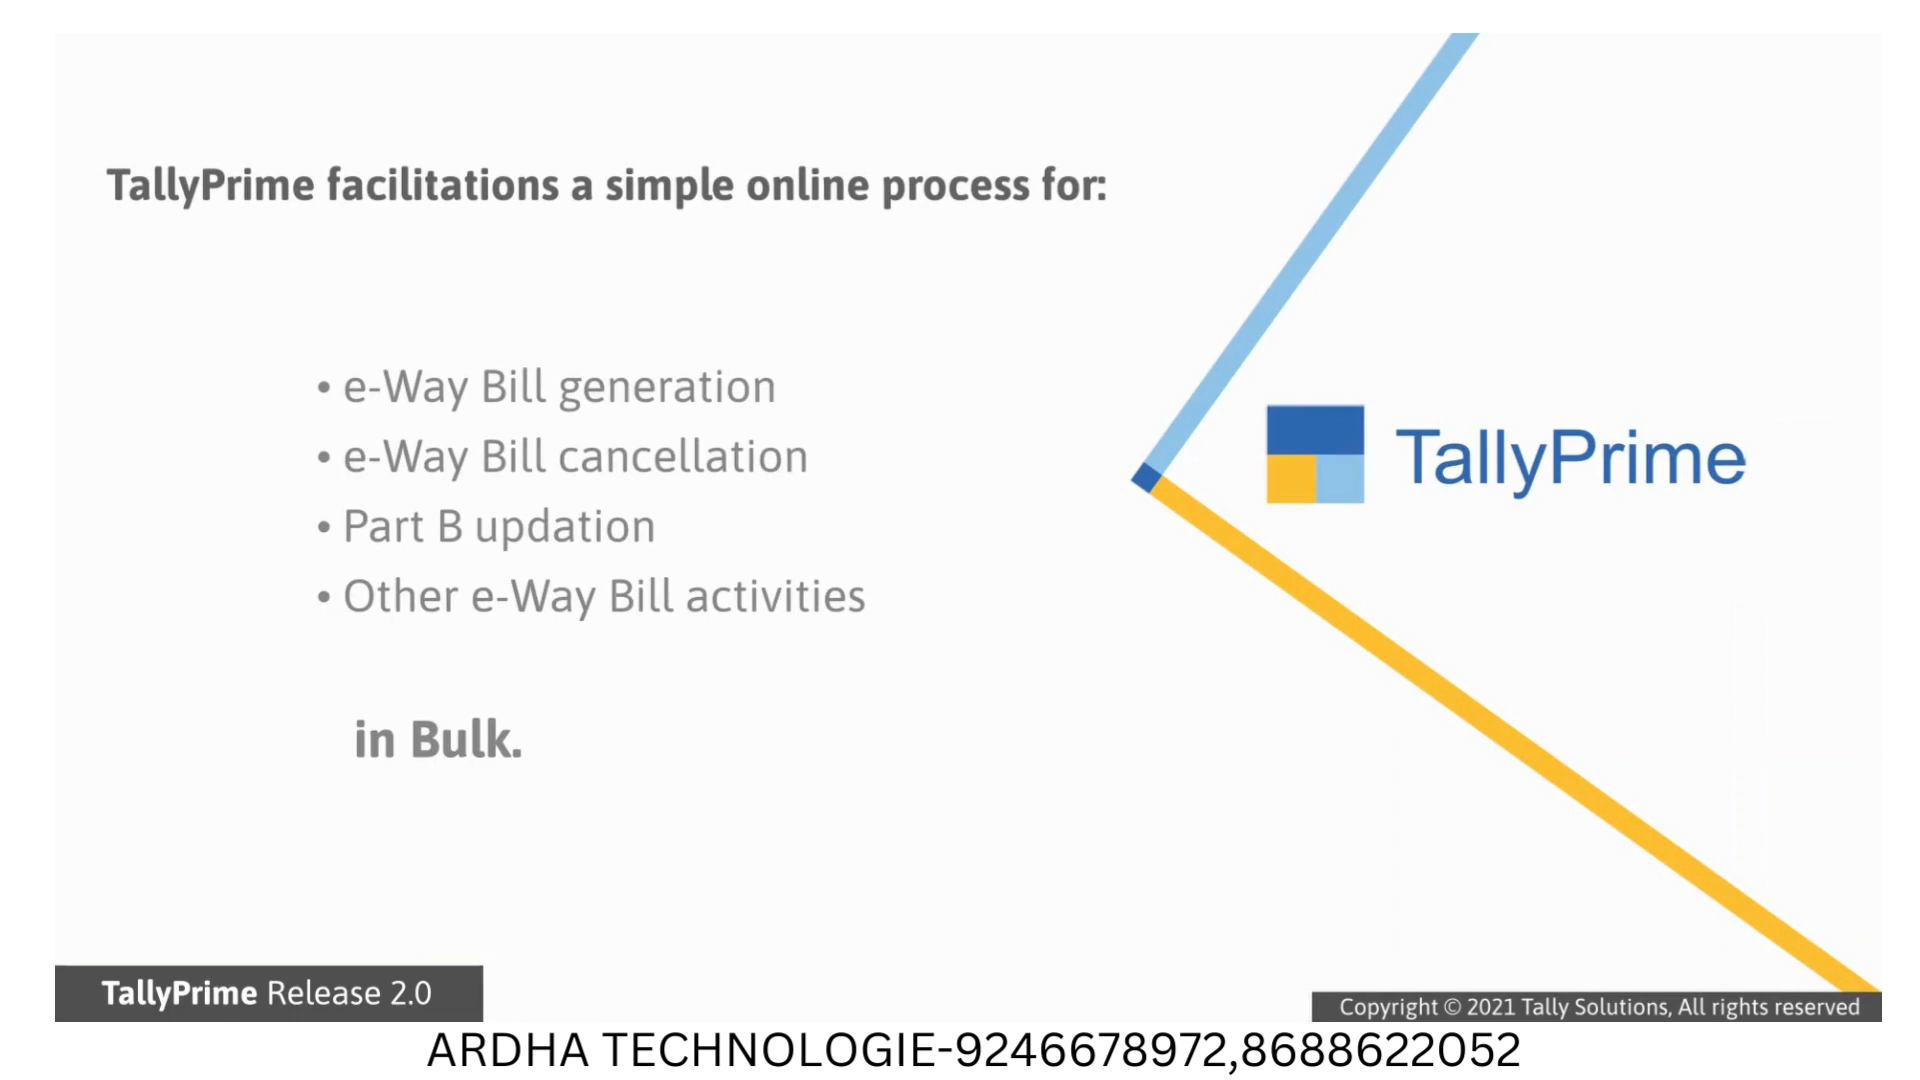 TallyPrime facilitations a simple online process for:
• e-Way Bill generation
• e-Way Bill cancellation
• Part B updation
• Other e-Way Bill activities
in Bulk.
TallyPrime
TallyPrime Release 2.0
Copyright © 2021 Tally Solutions, All rights reserved
ARDHA TECHNOLOGIE-9246678972,8688622052